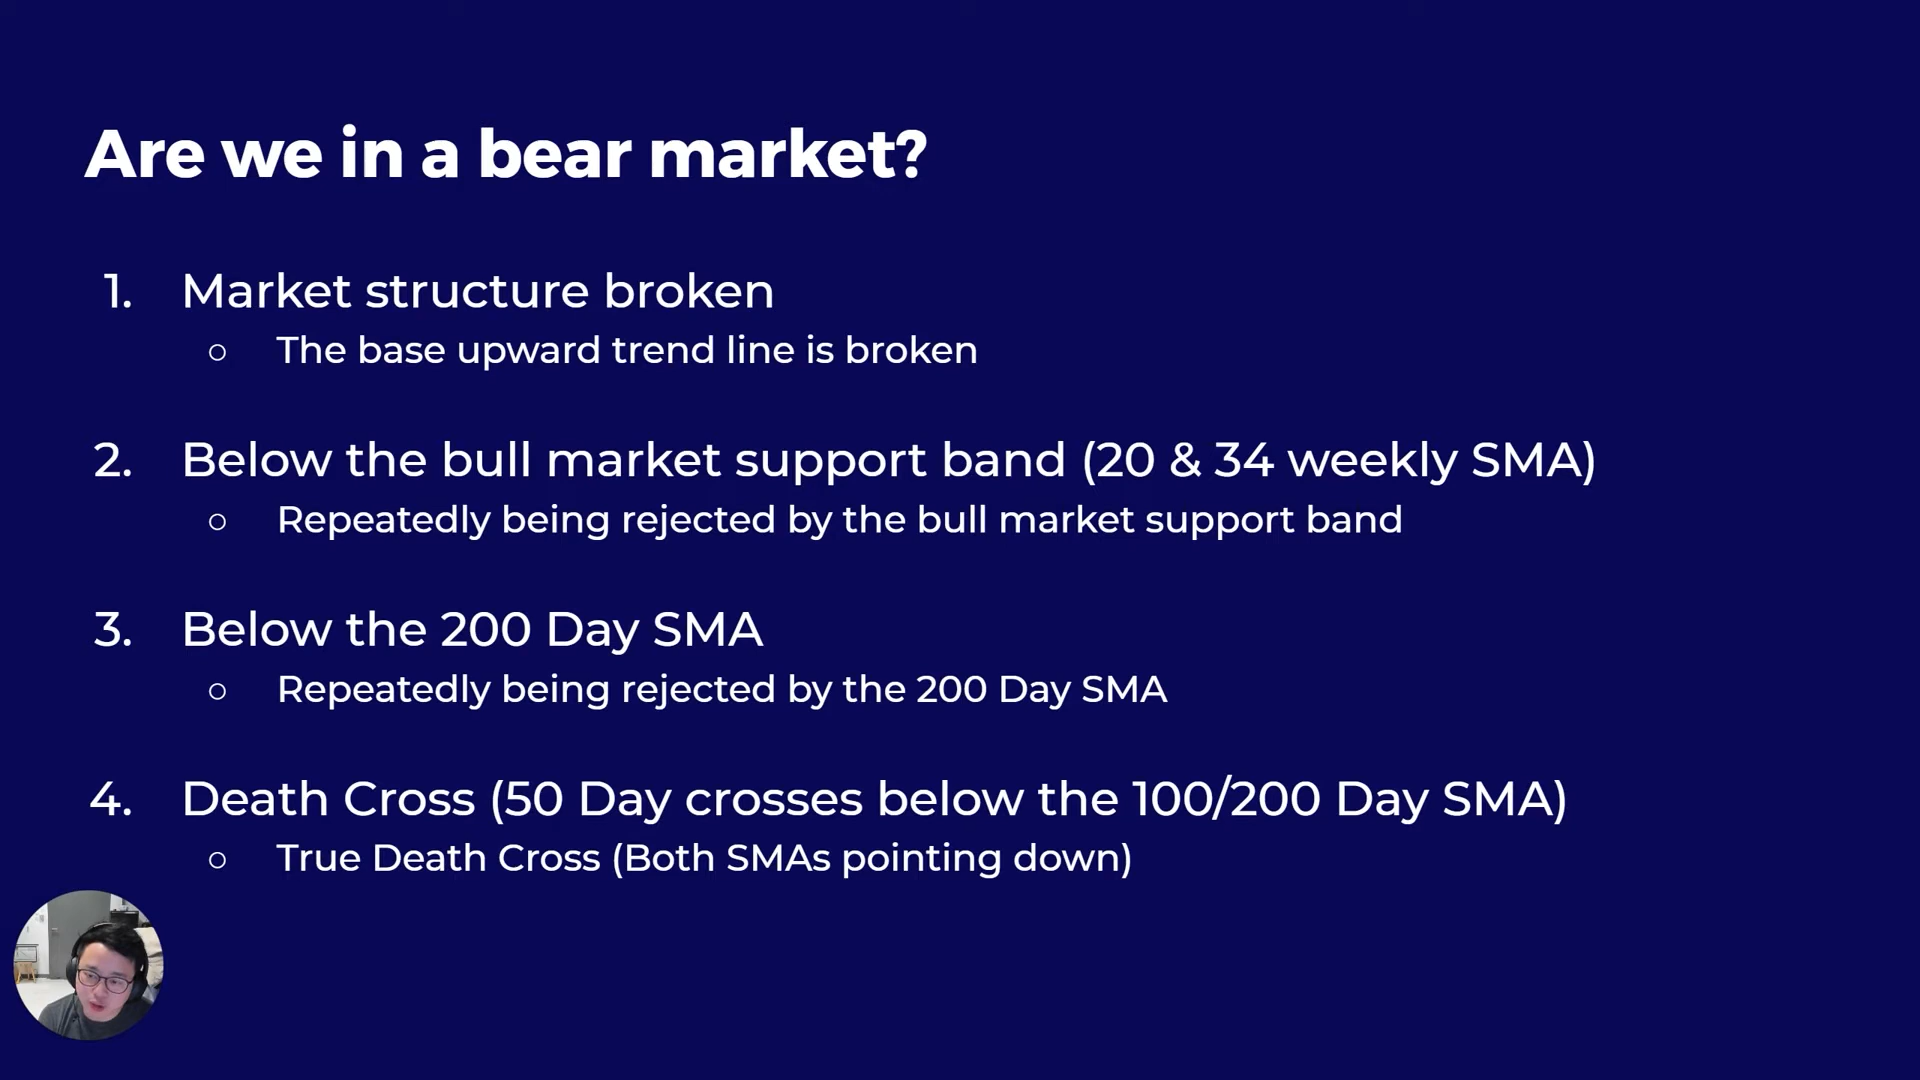 Are we in a bear market?
1. Market structure broken
○ The base upward trend line is broken
2. Below the bull market support band (20 & 34 weekly SMA)
○ Repeatedly being rejected by the bull market support band
3. Below the 200 Day SMA
○ Repeatedly being rejected by the 200 Day SMA
4. Death Cross (50 Day crosses below the 100/200 Day SMA)
○ True Death Cross (Both SMAs pointing down)